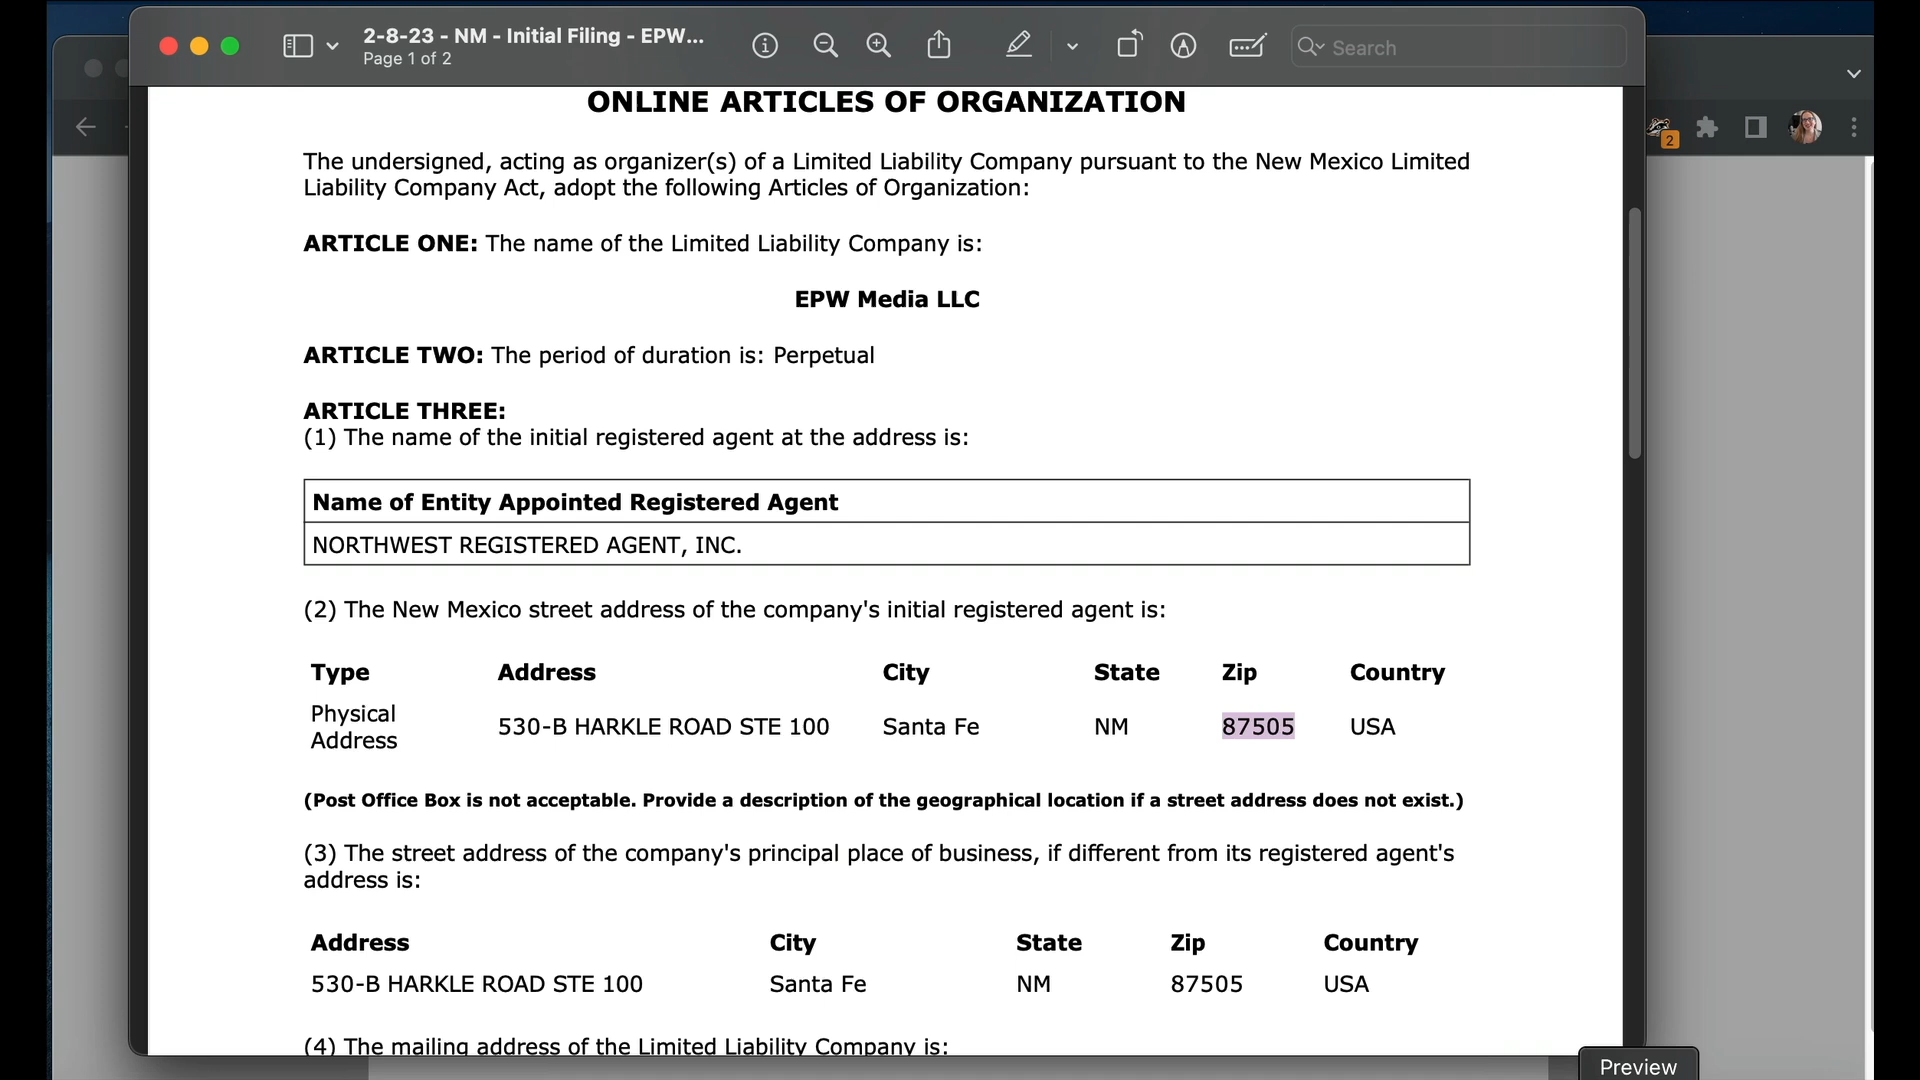 2-8-23 - NM - Initial Filing - EPW...
Page 1 of 2
Search
2
ONLINE ARTICLES OF ORGANIZATION
The undersigned, acting as organizer(s) of a Limited Liability Company pursuant to the New Mexico Limited
Liability Company Act, adopt the following Articles of Organization:
ARTICLE ONE: The name of the Limited Liability Company is:
EPW Media LLC
ARTICLE TWO: The period of duration is: Perpetual
ARTICLE THREE:
(1) The name of the initial registered agent at the address is:
Name of Entity Appointed Registered Agent
NORTHWEST REGISTERED AGENT, INC.
(2) The New Mexico street address of the company's initial registered agent is:
Type Address City State Zip Country
Physical
Address 530-B HARKLE ROAD STE 100 Santa Fe NM 87505 USA
(Post Office Box is not acceptable. Provide a description of the geographical location if a street address does not exist.)
(3) The street address of the company's principal place of business, if different from its registered agent's
address is:
Address City State Zip Country
530-B HARKLE ROAD STE 100 Santa Fe NM 87505 USA
(4) The mailing address of the Limited Liability Company is:
Preview